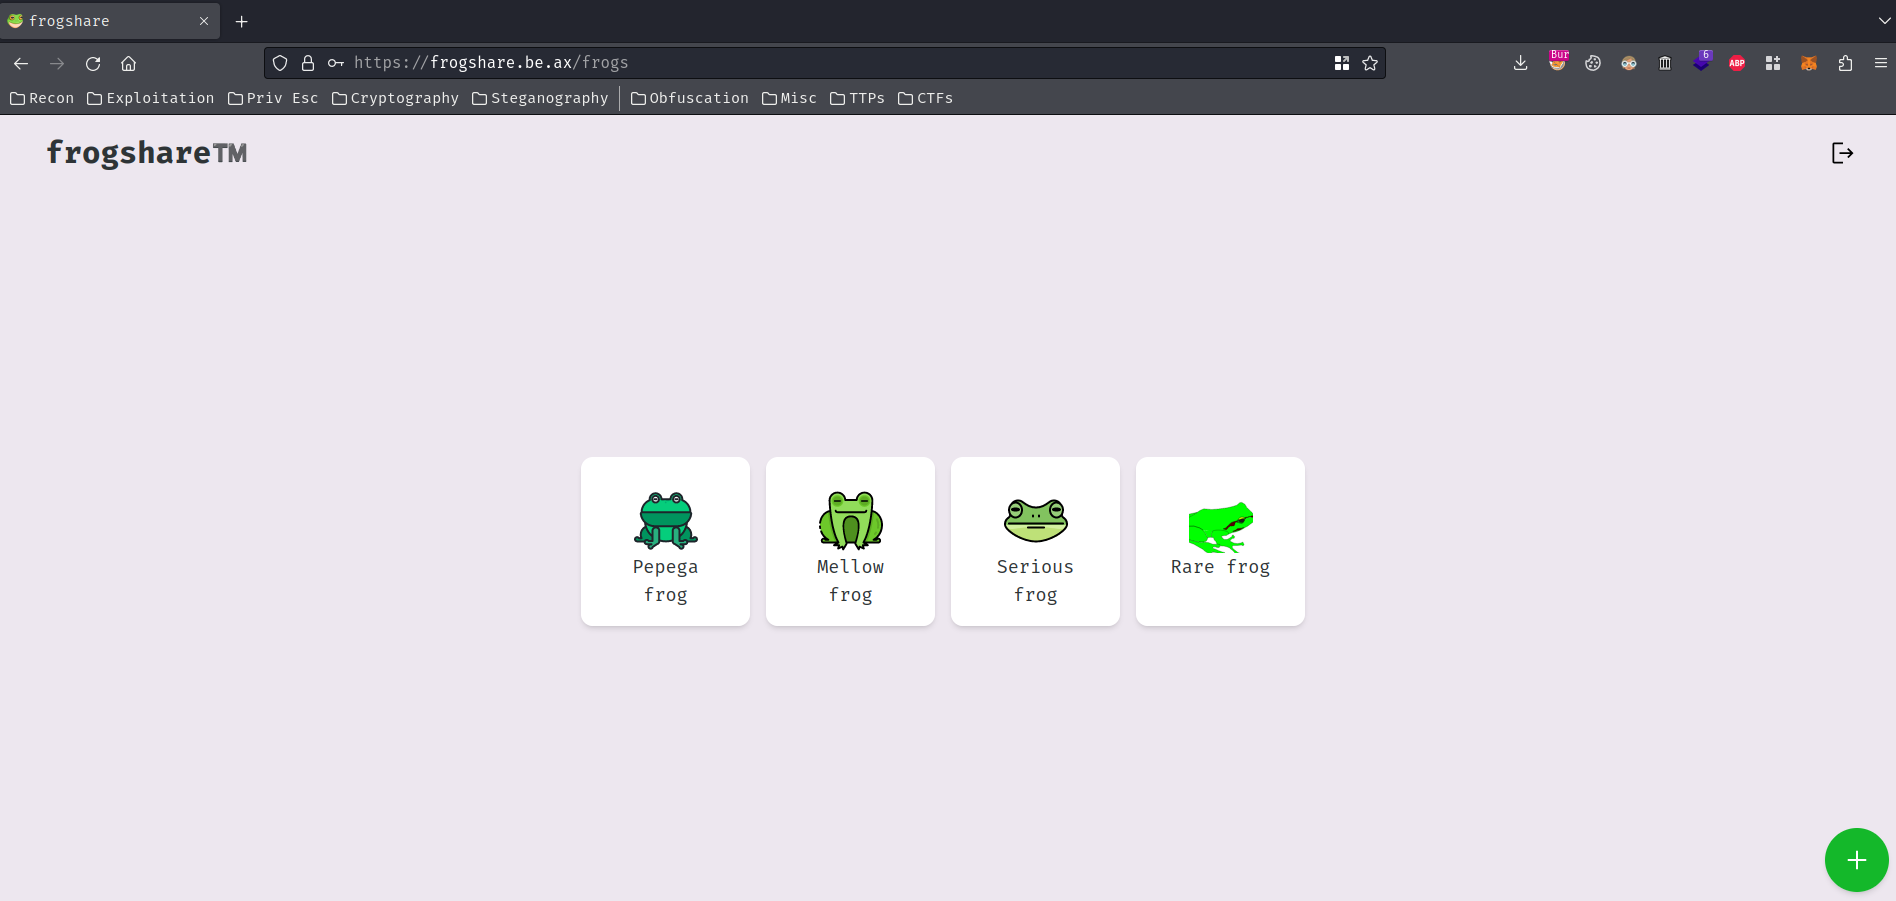 frogshare
https://frogshare.be.ax/frogs
Bur
6
ABP
Recon Exploitation Priv Esc Cryptography Steganography Obfuscation Misc TTPs CTFs
frogshare™
Pepega frog
Mellow frog
Serious frog
Rare frog